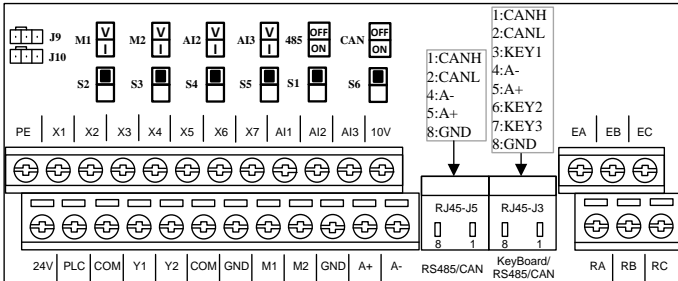 J9
J10
M1 V I
M2 V I
AI2 V I
AI3 V I
485 OFF ON
CAN OFF ON
S2 S3 S4 S5 S1 S6
1:CANH
2:CANL
4:A-
5:A+
8:GND
1:CANH
2:CANL
3:KEY1
4:A-
5:A+
6:KEY2
7:KEY3
8:GND
PE X1 X2 X3 X4 X5 X6 X7 AI1 AI2 AI3 10V
EA EB EC
RJ45-J5
8 1
RJ45-J3
8 1
24V PLC COM Y1 Y2 COM GND M1 M2 GND A+ A-
RS485/CAN
KeyBoard/
RS485/CAN
RA RB RC